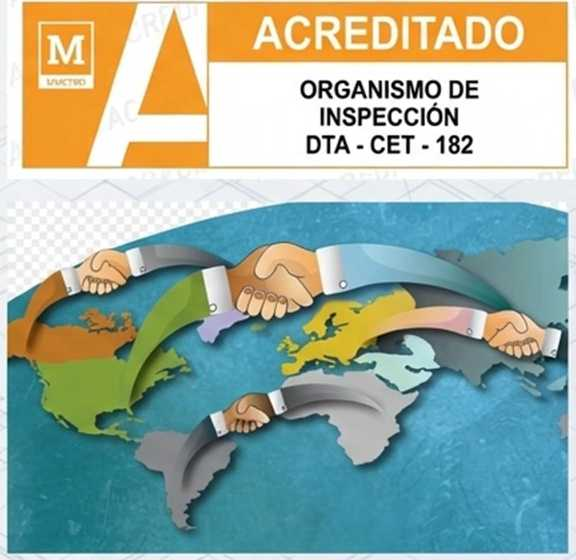 M
ACREDITADO
ORGANISMO DE
INSPECCIÓN
DTA - CET - 182